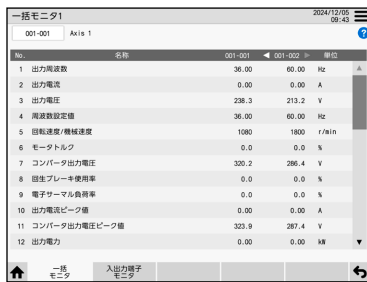 一括モニタ1
2024/12/05
09:43
001-001 Axis 1
?
No. 名称 001-001 ◀ 001-002 ▶ 単位
1 出力周波数 36.00 60.00 Hz
2 出力電流 0.00 0.00 A
3 出力電圧 238.3 213.2 V
4 周波数設定値 36.00 60.00 Hz
5 回転速度/機械速度 1080 1800 r/min
6 モータトルク 0.0 0.0 %
7 コンバータ出力電圧 320.2 286.4 V
8 回生ブレーキ使用率 0.0 0.0 %
9 電子サーマル負荷率 0.0 0.0 %
10 出力電流ピーク値 0.00 0.00 A
11 コンバータ出力電圧ピーク値 323.9 287.4 V
12 出力電力 0.00 0.00 kW
一括
モニタ
入出力端子
モニタ